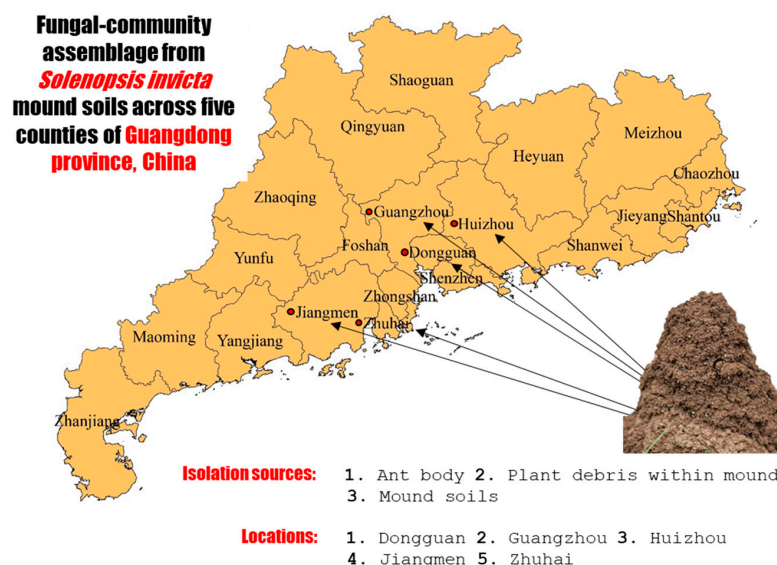 Fungal-community
assemblage from
Solenopsis invicta
mound soils across five
counties of Guangdong
province, China
Shaoguan
Qingyuan
Meizhou
Heyuan
Chaozhou
Zhaoqing
Guangzhou
Huizhou
Jieyang
Shantou
Foshan
Dongguan
Shanwei
Yunfu
Shenzhen
Zhongshan
Jiangmen
Zhuhai
Maoming
Yangjiang
Zhanjiang
Isolation sources: 1. Ant body 2. Plant debris within mound
3. Mound soils
Locations: 1. Dongguan 2. Guangzhou 3. Huizhou
4. Jiangmen 5. Zhuhai